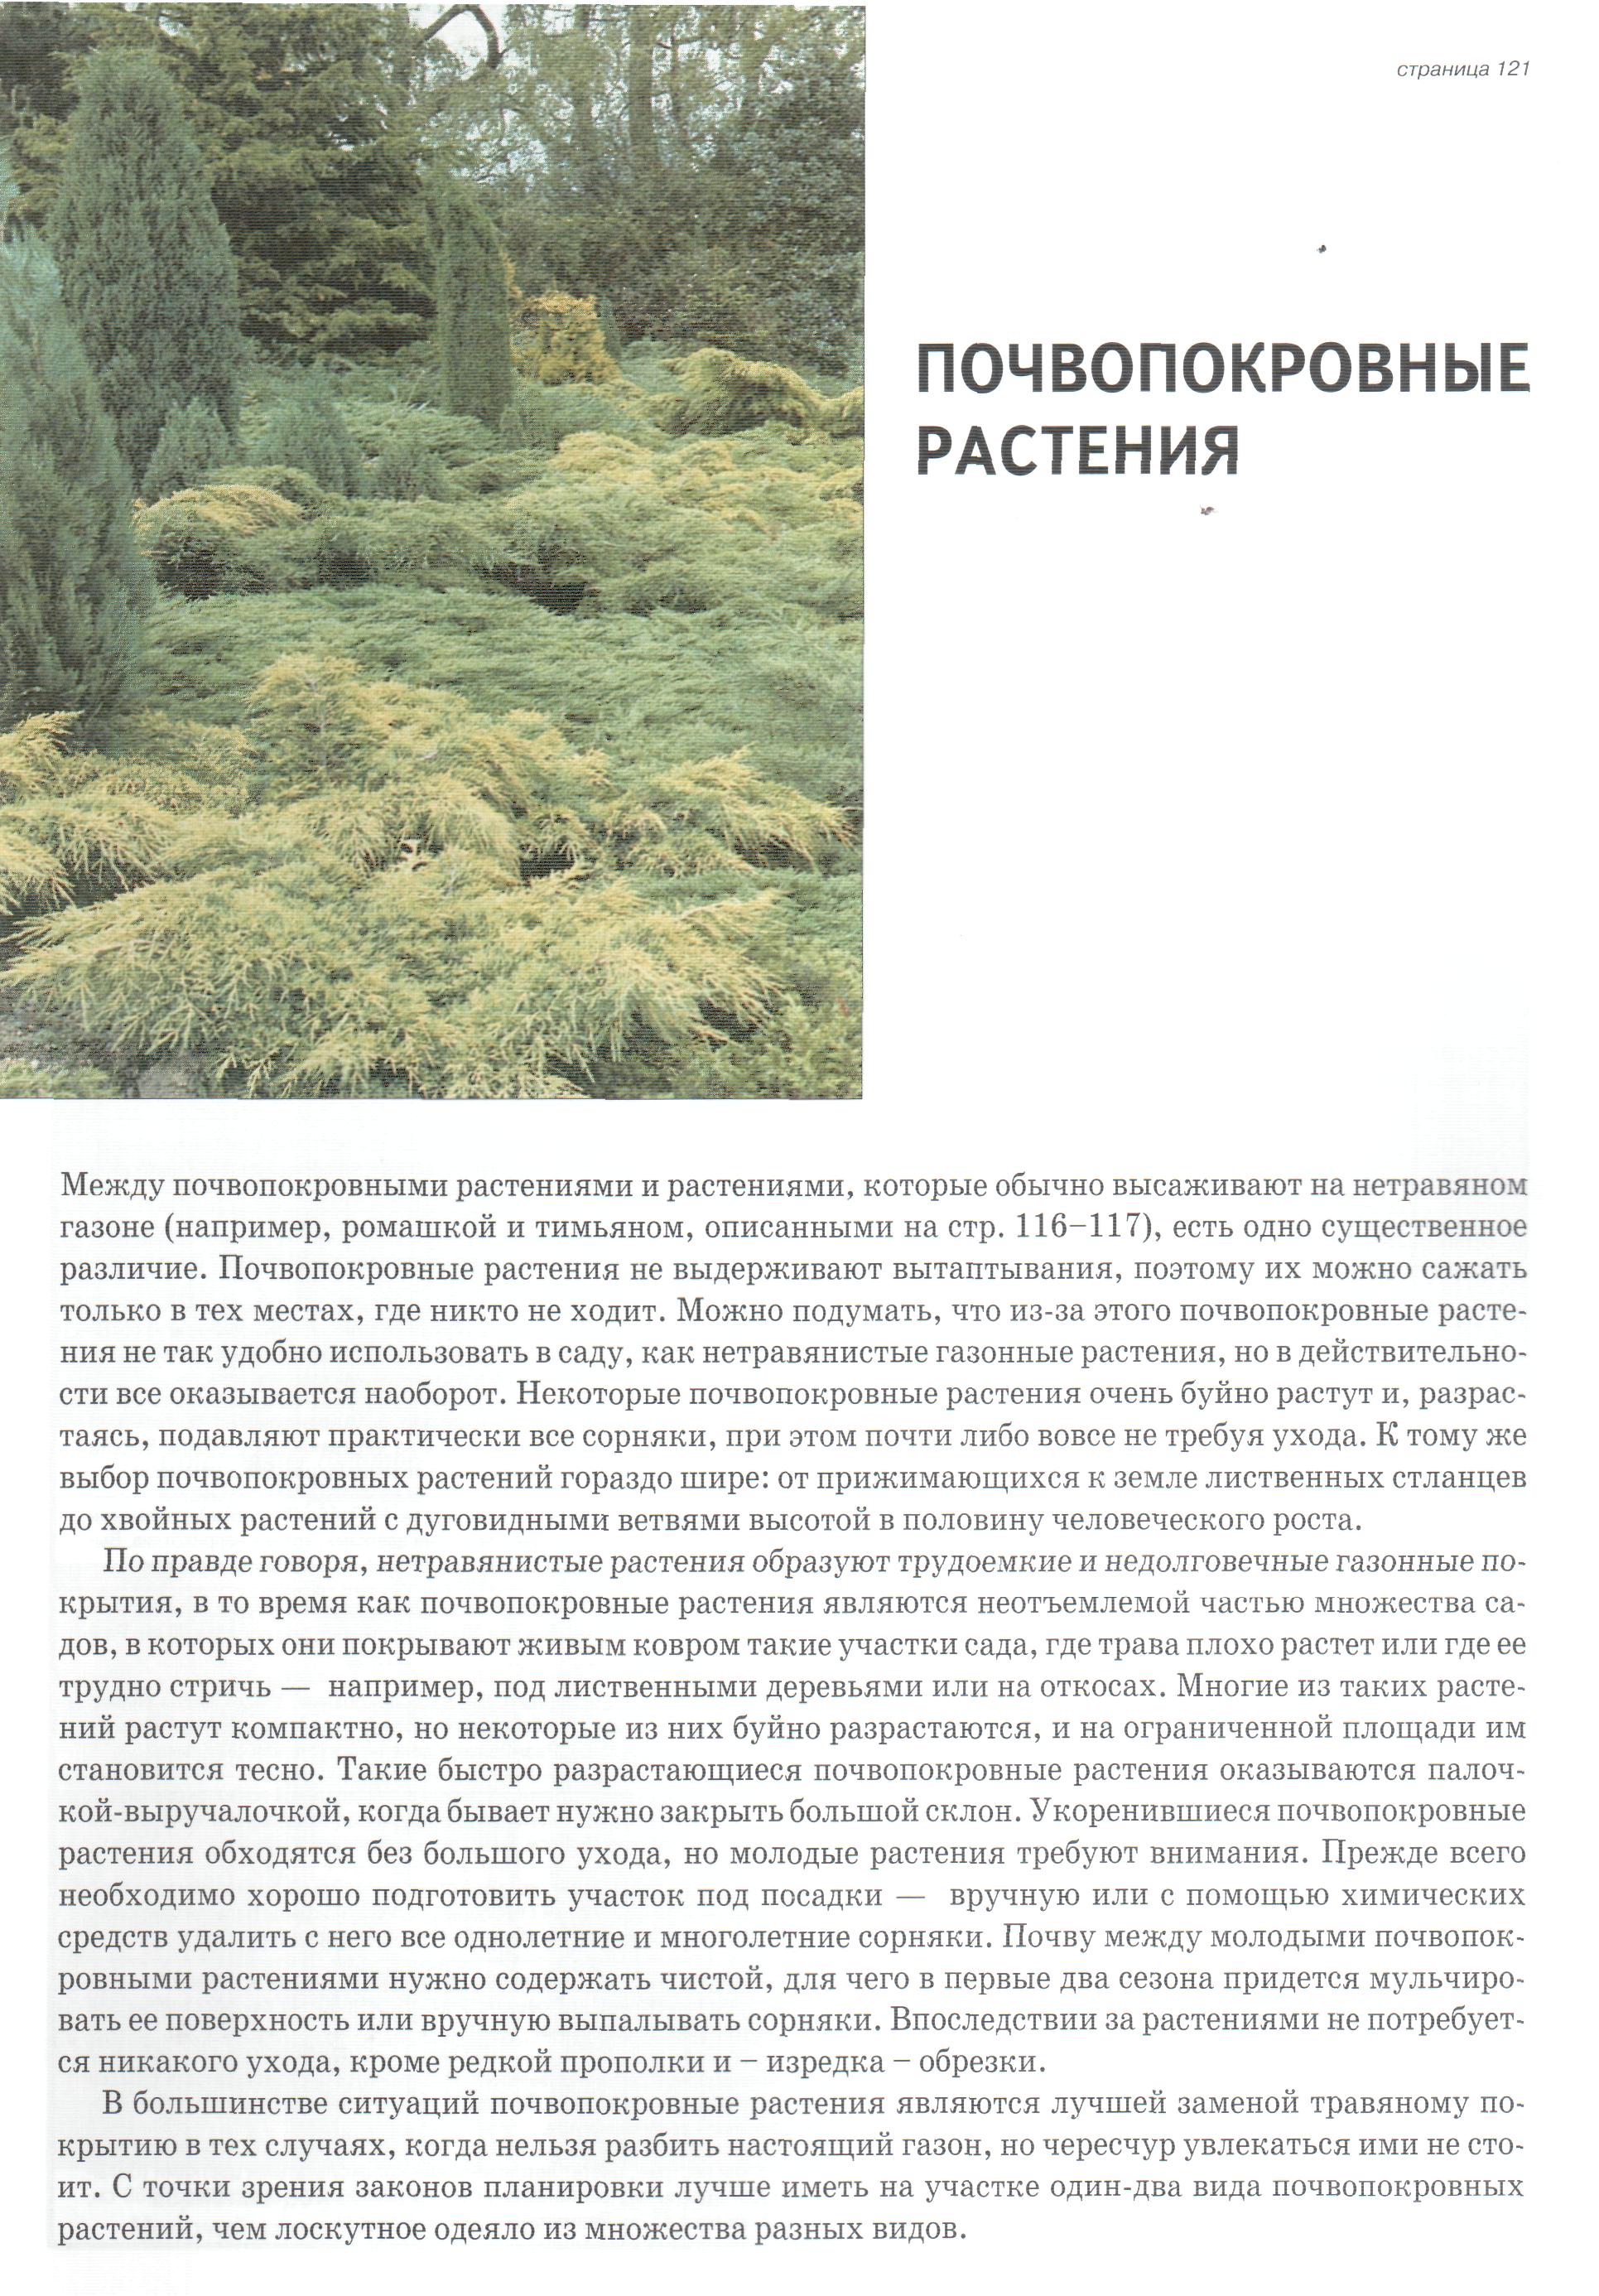 страница 121
ПОЧВОПОКРОВНЫЕ
РАСТЕНИЯ
Между почвопокровными растениями и растениями, которые обычно высаживают на нетравяном
газоне (например, ромашкой и тимьяном, описанными на стр. 116–117), есть одно существенное
различие. Почвопокровные растения не выдерживают вытаптывания, поэтому их можно сажать
только в тех местах, где никто не ходит. Можно подумать, что из-за этого почвопокровные расте-
ния не так удобно использовать в саду, как нетравянистые газонные растения, но в действительно-
сти все оказывается наоборот. Некоторые почвопокровные растения очень буйно растут и, разрас-
таясь, подавляют практически все сорняки, при этом почти либо вовсе не требуя ухода. К тому же
выбор почвопокровных растений гораздо шире: от прижимающихся к земле лиственных стланцев
до хвойных растений с дуговидными ветвями высотой в половину человеческого роста.
По правде говоря, нетравянистые растения образуют трудоемкие и недолговечные газонные по-
крытия, в то время как почвопокровные растения являются неотъемлемой частью множества са-
дов, в которых они покрывают живым ковром такие участки сада, где трава плохо растет или где ее
трудно стричь — например, под лиственными деревьями или на откосах. Многие из таких расте-
ний растут компактно, но некоторые из них буйно разрастаются, и на ограниченной площади им
становится тесно. Такие быстро разрастающиеся почвопокровные растения оказываются палоч-
кой-выручалочкой, когда бывает нужно закрыть большой склон. Укоренившиеся почвопокровные
растения обходятся без большого ухода, но молодые растения требуют внимания. Прежде всего
необходимо хорошо подготовить участок под посадки — вручную или с помощью химических
средств удалить с него все однолетние и многолетние сорняки. Почву между молодыми почвопок-
ровными растениями нужно содержать чистой, для чего в первые два сезона придется мульчиро-
вать ее поверхность или вручную выпалывать сорняки. Впоследствии за растениями не потребует-
ся никакого ухода, кроме редкой прополки и – изредка – обрезки.
В большинстве ситуаций почвопокровные растения являются лучшей заменой травяному по-
крытию в тех случаях, когда нельзя разбить настоящий газон, но чересчур увлекаться ими не сто-
ит. С точки зрения законов планировки лучше иметь на участке один-два вида почвопокровных
растений, чем лоскутное одеяло из множества разных видов.